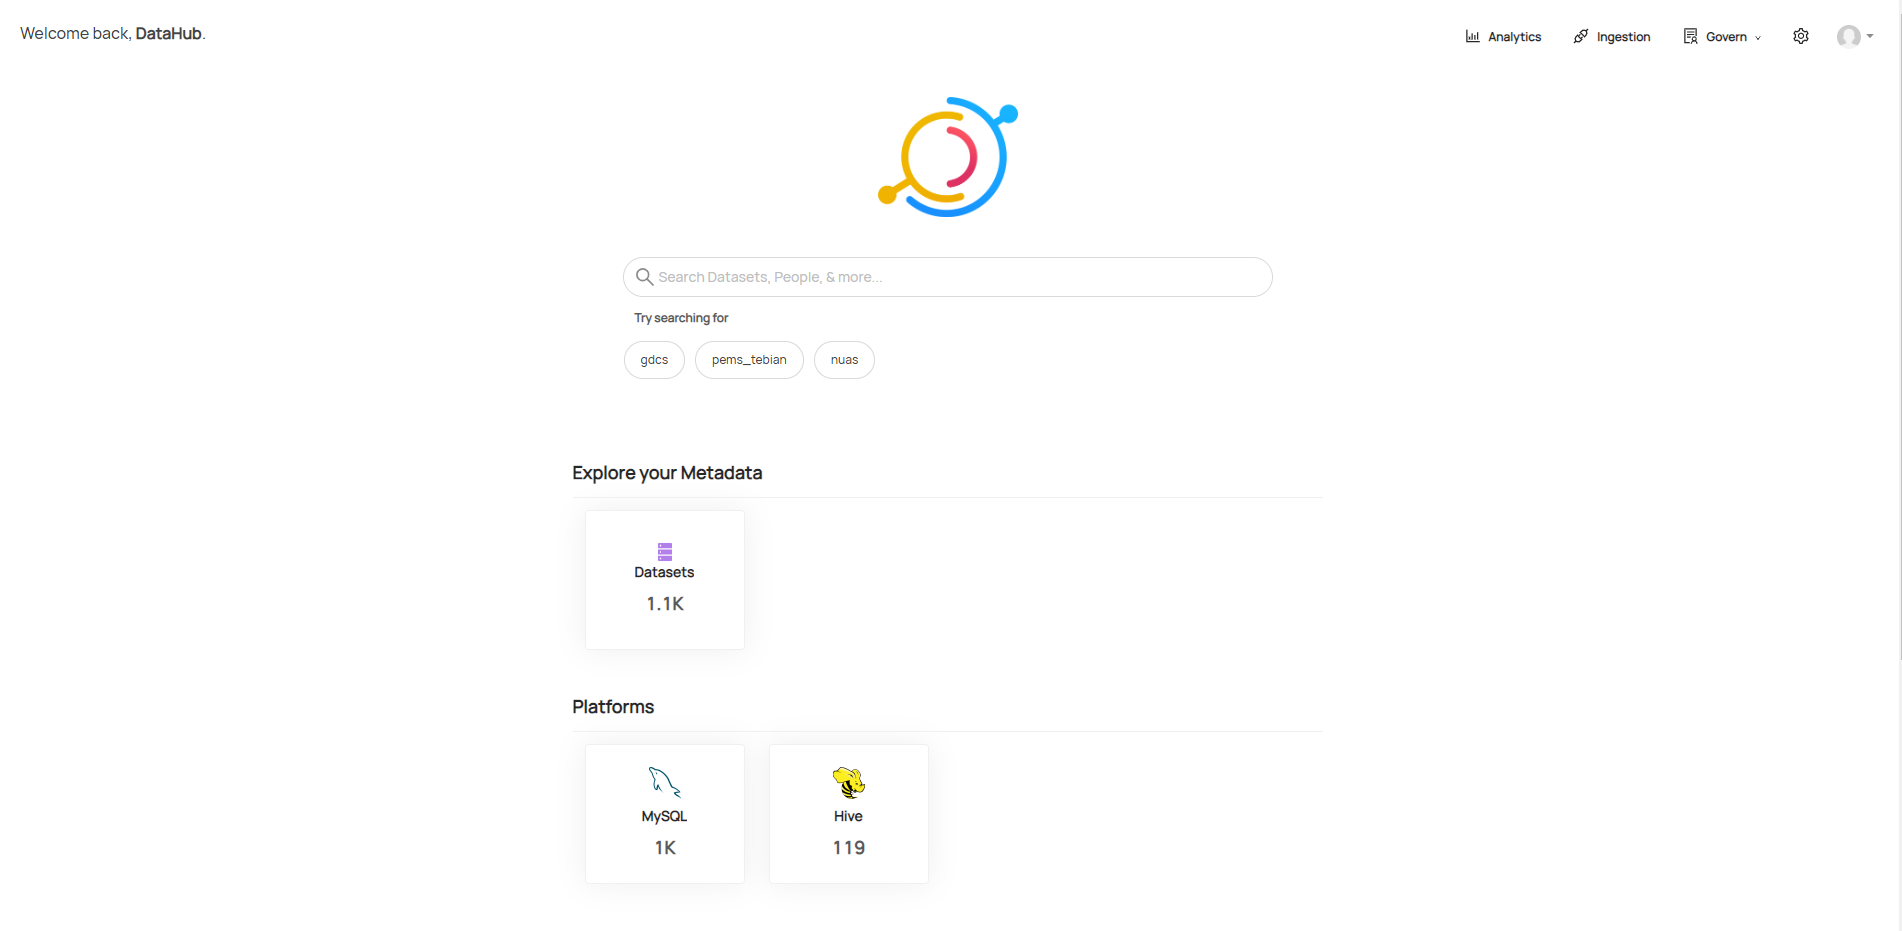 Welcome back, DataHub.
Analytics
Ingestion
Govern
Search Datasets, People, & more...
Try searching for
gdcs
pems_tebian
nuas
Explore your Metadata
Datasets
1.1K
Platforms
MySQL
1K
Hive
119